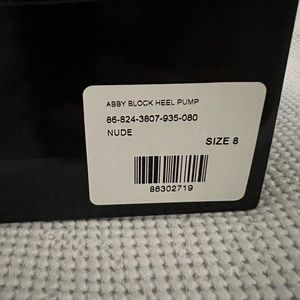 ABBY BLOCK HEEL PUMP
86-824-3807-935-080
NUDE
SIZE 8
86302719